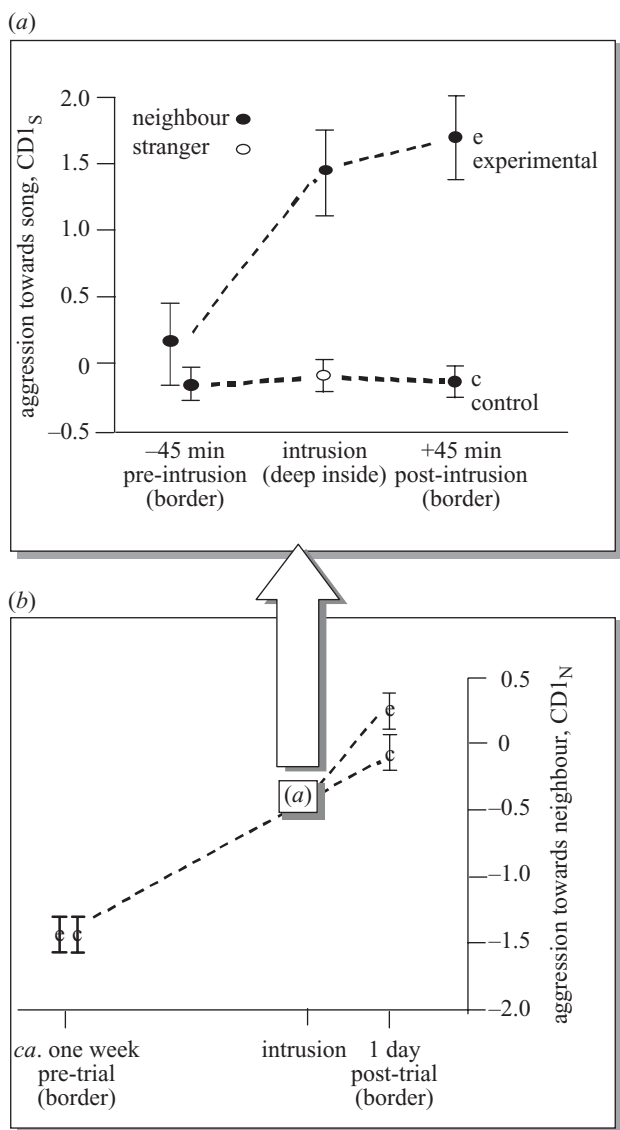 (a)
aggression towards song, CD1S
2.0
1.5
1.0
0.5
0
–0.5
neighbour
stranger
e
experimental
c
control
–45 min
pre-intrusion
(border)
intrusion
(deep inside)
+45 min
post-intrusion
(border)
(b)
e
c
e
c
(a)
0.5
0
–0.5
–1.0
–1.5
–2.0
aggression towards neighbour, CD1N
ca. one week
pre-trial
(border)
intrusion
1 day
post-trial
(border)